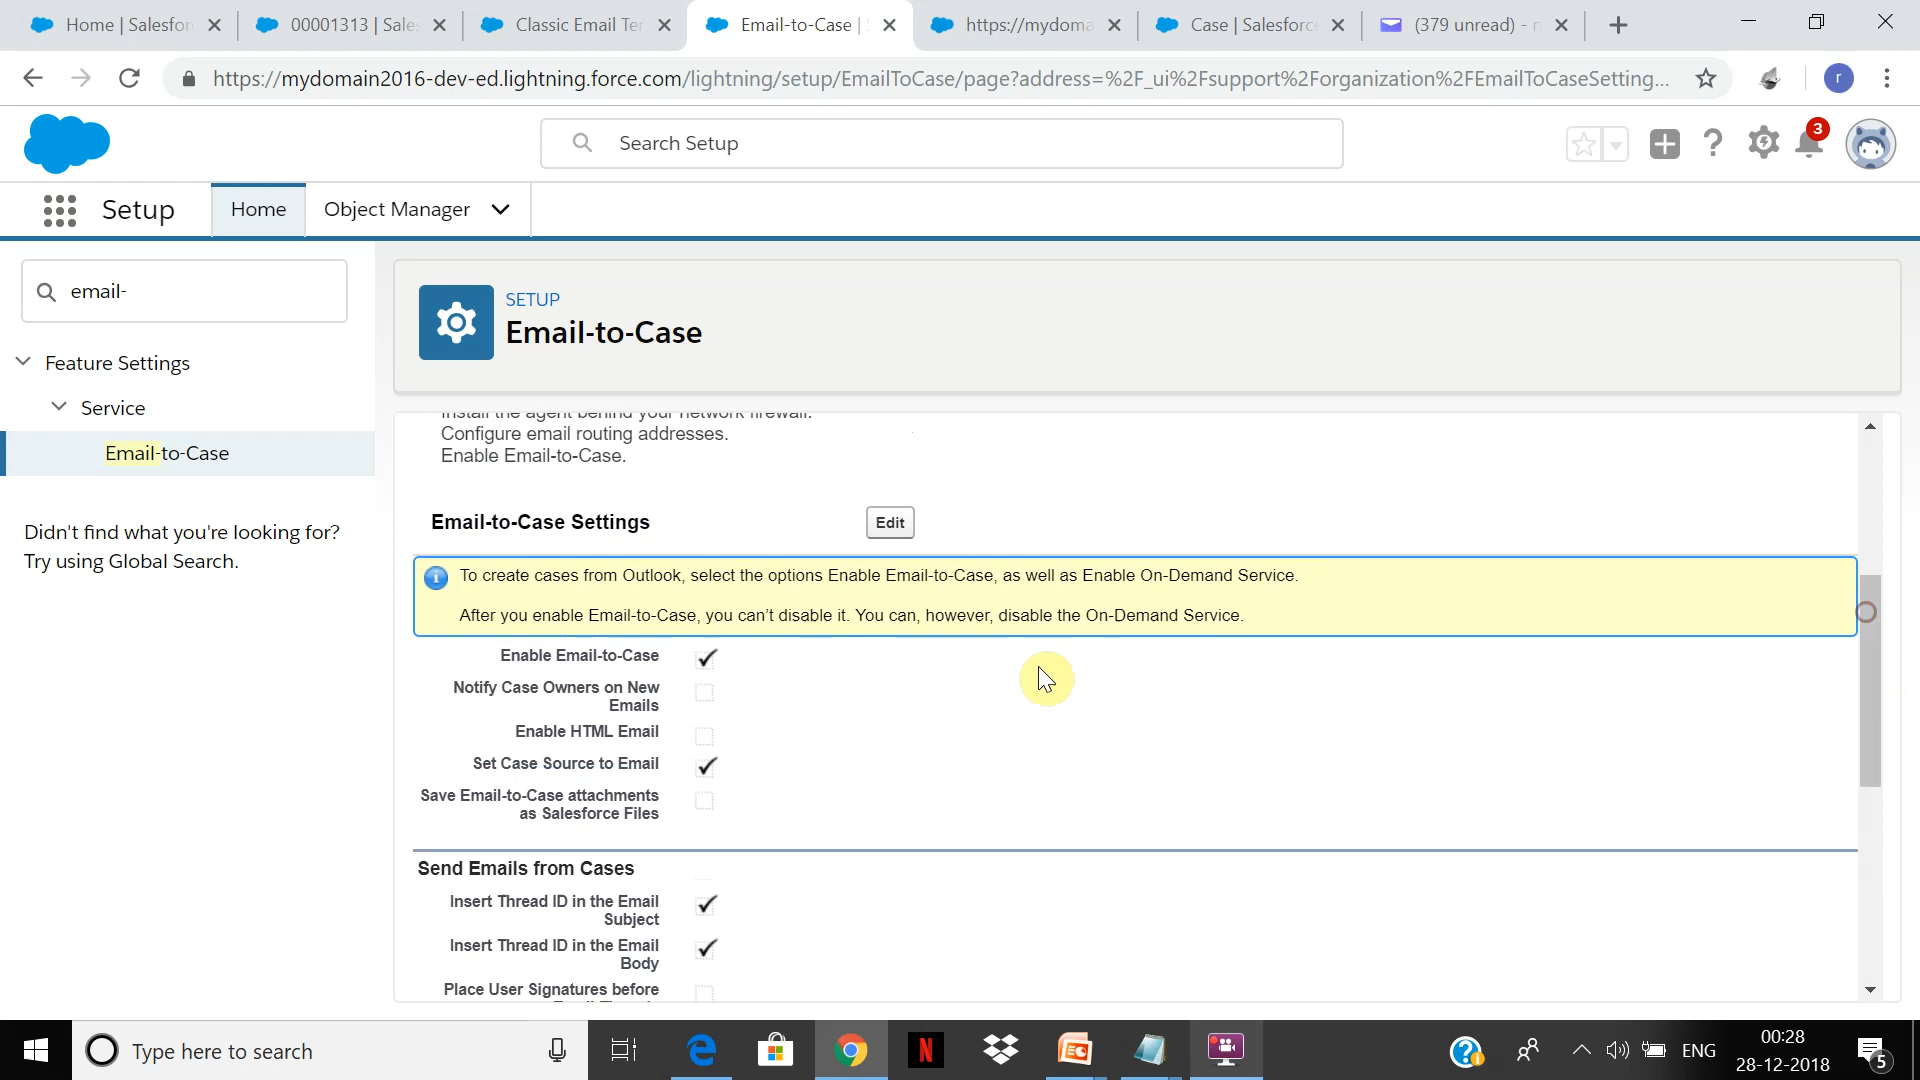 Home | Salesfor
00001313 | Sale
Classic Email Ter
Email-to-Case |
https://mydoma
Case | Salesforc
(379 unread) - r
https://mydomain2016-dev-ed.lightning.force.com/lightning/setup/EmailToCase/page?address=%2F_ui%2Fsupport%2Forganization%2FEmailToCaseSetting...
r
Search Setup
3
Setup
Home
Object Manager
email-
Feature Settings
Service
Email-to-Case
Didn't find what you're looking for?
Try using Global Search.
SETUP
Email-to-Case
Install the agent behind your network firewall.
Configure email routing addresses.
Enable Email-to-Case.
Email-to-Case Settings
Edit
To create cases from Outlook, select the options Enable Email-to-Case, as well as Enable On-Demand Service.
After you enable Email-to-Case, you can't disable it. You can, however, disable the On-Demand Service.
Enable Email-to-Case
Notify Case Owners on New
Emails
Enable HTML Email
Set Case Source to Email
Save Email-to-Case attachments
as Salesforce Files
Send Emails from Cases
Insert Thread ID in the Email
Subject
Insert Thread ID in the Email
Body
Place User Signatures before
Type here to search
ENG
00:28
28-12-2018
5